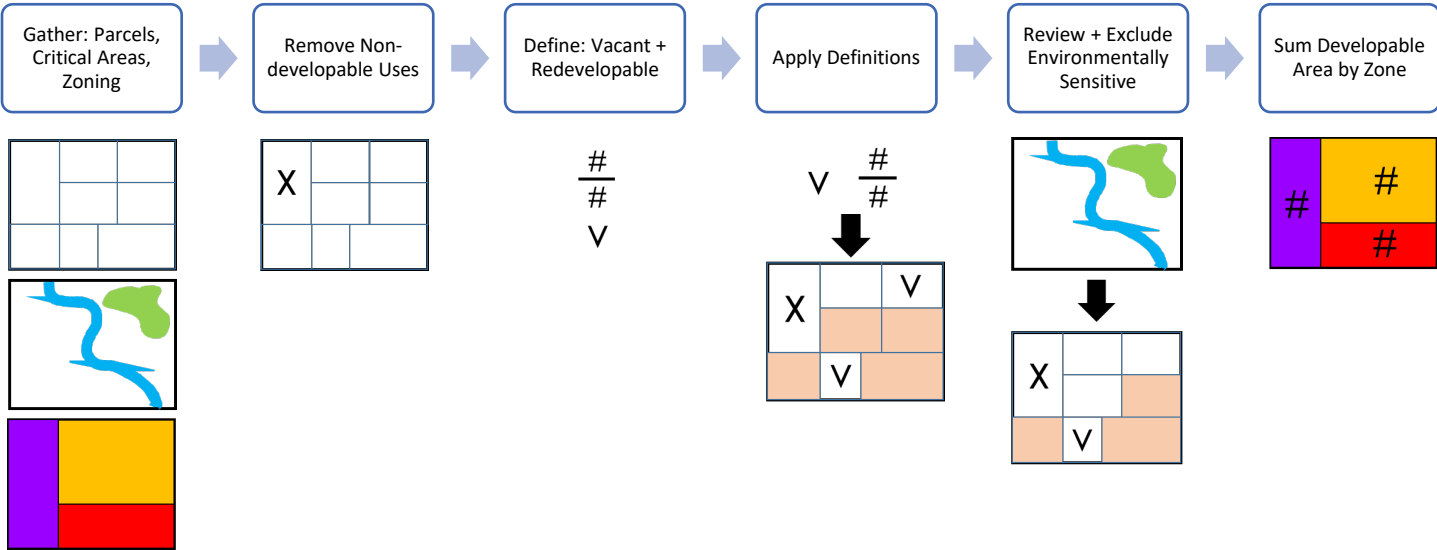 Gather: Parcels,
Critical Areas,
Zoning
Remove Non-
developable Uses
Define: Vacant +
Redevelopable
Apply Definitions
Review + Exclude
Environmentally
Sensitive
Sum Developable
Area by Zone
X
#
#
V
V
#
#
X
V
V
X
V
#
#
#